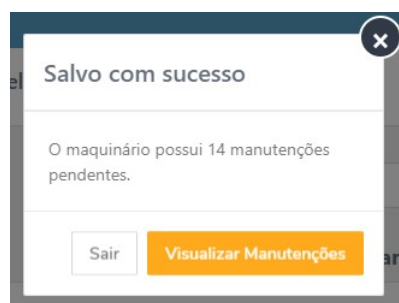 Salvo com sucesso
O maquinário possui 14 manutenções
pendentes.
Sair
Visualizar Manutenções